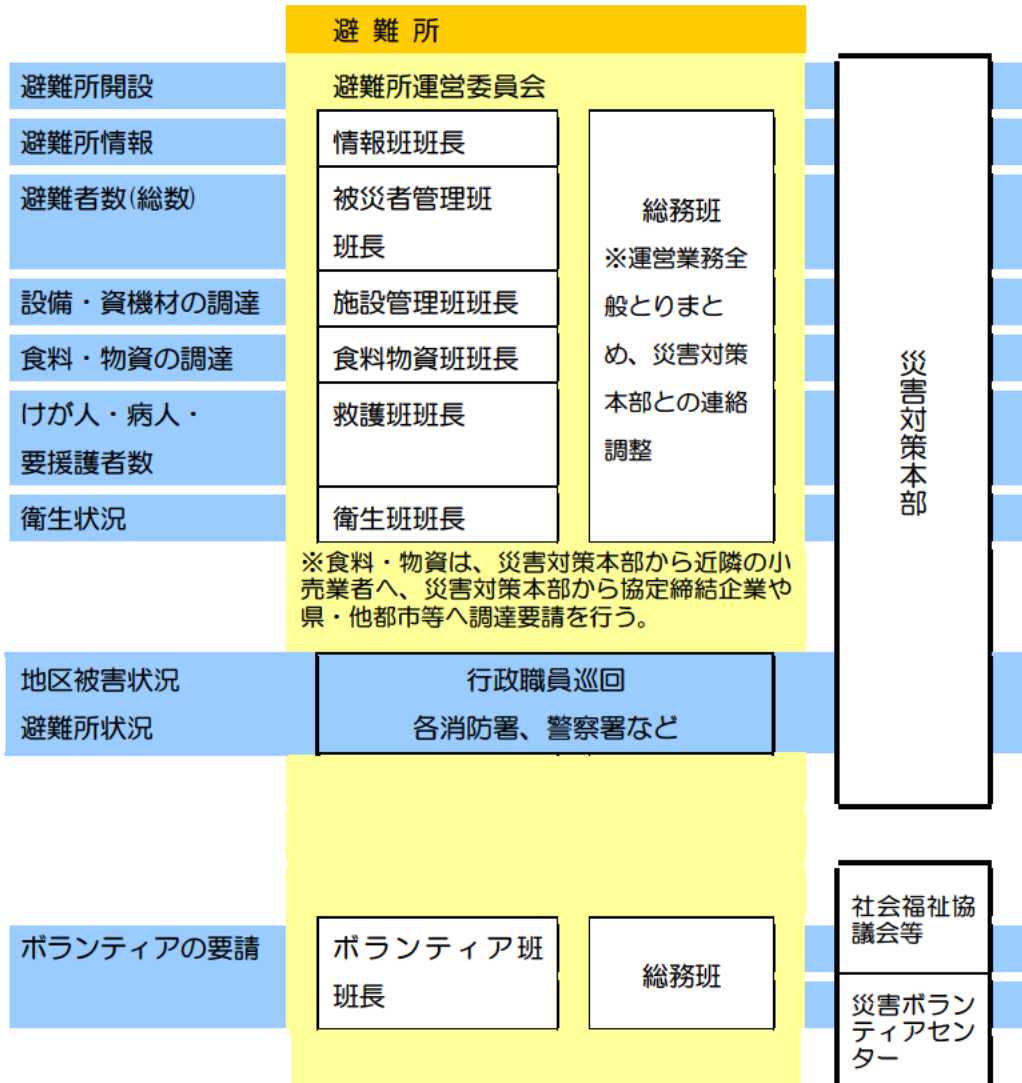 避難所
避難所開設
避難所運営委員会
避難所情報
情報班班長
避難者数(総数)
被災者管理班
班長
設備・資機材の調達
施設管理班班長
食料・物資の調達
食料物資班班長
けが人・病人・
要援護者数
救護班班長
衛生状況
衛生班班長
総務班
※運営業務全
般とりまと
め、災害対策
本部との連絡
調整
災害対策本部
※食料・物資は、災害対策本部から近隣の小
売業者へ、災害対策本部から協定締結企業や
県・他都市等へ調達要請を行う。
地区被害状況
避難所状況
行政職員巡回
各消防署、警察署など
ボランティアの要請
ボランティア班
班長
総務班
社会福祉協
議会等
災害ボラン
ティアセン
ター